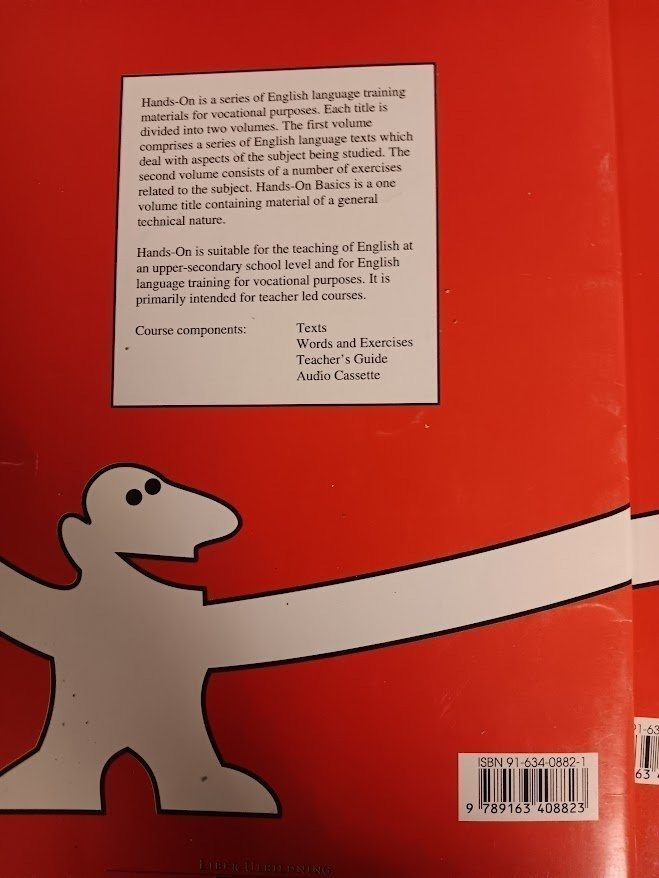 Hands-On is a series of English language training
materials for vocational purposes. Each title is
divided into two volumes. The first volume
comprises a series of English language texts which
deal with aspects of the subject being studied. The
second volume consists of a number of exercises
related to the subject. Hands-On Basics is a one
volume title containing material of a general
technical nature.
Hands-On is suitable for the teaching of English at
an upper-secondary school level and for English
language training for vocational purposes. It is
primarily intended for teacher led courses.
Course components: Texts
Words and Exercises
Teacher's Guide
Audio Cassette
ISBN 91-634-0882-1
9 789163 408823
LIBER UTBILDNING